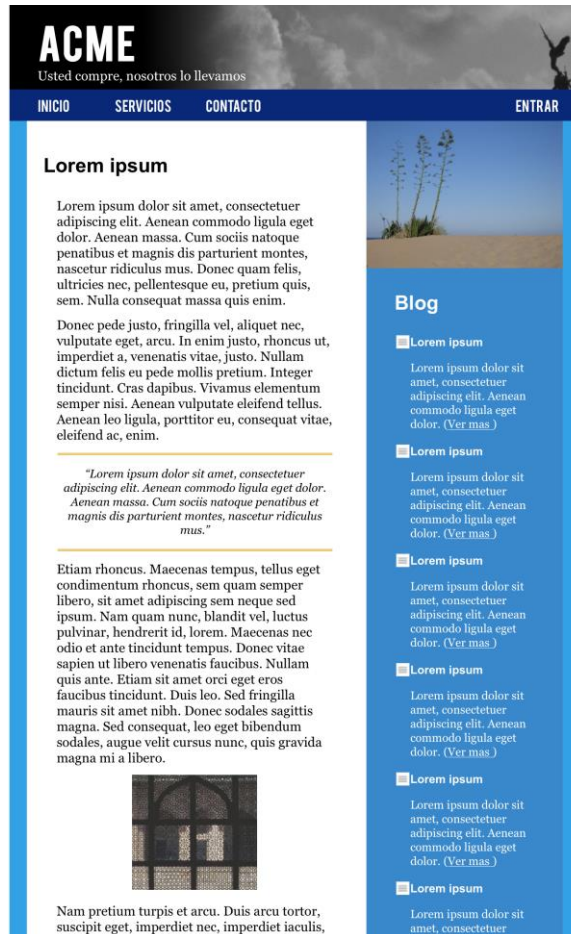 ACME
Usted compre, nosotros lo llevamos
INICIO SERVICIOS CONTACTO ENTRAR
Lorem ipsum
Lorem ipsum dolor sit amet, consectetuer
adipiscing elit. Aenean commodo ligula eget
dolor. Aenean massa. Cum sociis natoque
penatibus et magnis dis parturient montes,
nascetur ridiculus mus. Donec quam felis,
ultricies nec, pellentesque eu, pretium quis,
sem. Nulla consequat massa quis enim.
Donec pede justo, fringilla vel, aliquet nec,
vulputate eget, arcu. In enim justo, rhoncus ut,
imperdiet a, venenatis vitae, justo. Nullam
dictum felis eu pede mollis pretium. Integer
tincidunt. Cras dapibus. Vivamus elementum
semper nisi. Aenean vulputate eleifend tellus.
Aenean leo ligula, porttitor eu, consequat vitae,
eleifend ac, enim.
“Lorem ipsum dolor sit amet, consectetuer
adipiscing elit. Aenean commodo ligula eget dolor.
Aenean massa. Cum sociis natoque penatibus et
magnis dis parturient montes, nascetur ridiculus
mus.”
Etiam rhoncus. Maecenas tempus, tellus eget
condimentum rhoncus, sem quam semper
libero, sit amet adipiscing sem neque sed
ipsum. Nam quam nunc, blandit vel, luctus
pulvinar, hendrerit id, lorem. Maecenas nec
odio et ante tincidunt tempus. Donec vitae
sapien ut libero venenatis faucibus. Nullam
quis ante. Etiam sit amet orci eget eros
faucibus tincidunt. Duis leo. Sed fringilla
mauris sit amet nibh. Donec sodales sagittis
magna. Sed consequat, leo eget bibendum
sodales, augue velit cursus nunc, quis gravida
magna mi a libero.
Nam pretium turpis et arcu. Duis arcu tortor,
suscipit eget, imperdiet nec, imperdiet iaculis,
Blog
Lorem ipsum
Lorem ipsum dolor sit
amet, consectetuer
adipiscing elit. Aenean
commodo ligula eget
dolor. (Ver mas )
Lorem ipsum
Lorem ipsum dolor sit
amet, consectetuer
adipiscing elit. Aenean
commodo ligula eget
dolor. (Ver mas )
Lorem ipsum
Lorem ipsum dolor sit
amet, consectetuer
adipiscing elit. Aenean
commodo ligula eget
dolor. (Ver mas )
Lorem ipsum
Lorem ipsum dolor sit
amet, consectetuer
adipiscing elit. Aenean
commodo ligula eget
dolor. (Ver mas )
Lorem ipsum
Lorem ipsum dolor sit
amet, consectetuer
adipiscing elit. Aenean
commodo ligula eget
dolor. (Ver mas )
Lorem ipsum
Lorem ipsum dolor sit
amet, consectetuer